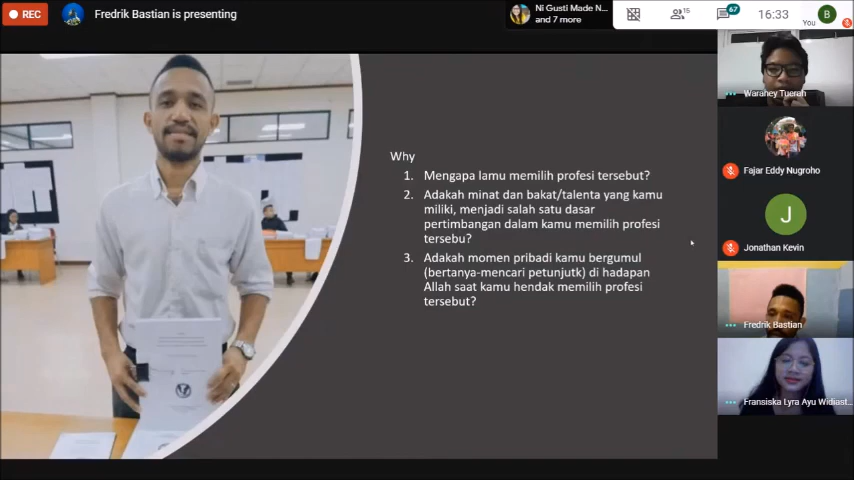 REC
Fredrik Bastian is presenting
Ni Gusti Made N...
and 7 more
15
67
16:33
B
You
Why
1. Mengapa lamu memilih profesi tersebut?
2. Adakah minat dan bakat/talenta yang kamu
miliki, menjadi salah satu dasar
pertimbangan dalam kamu memilih profesi
tersebu?
3. Adakah momen pribadi kamu bergumul
(bertanya-mencari petunjutk) di hadapan
Allah saat kamu hendak memilih profesi
tersebut?
Warahey Tuerah
Fajar Eddy Nugroho
J
Jonathan Kevin
Fredrik Bastian
Fransiska Lyra Ayu Widiast...